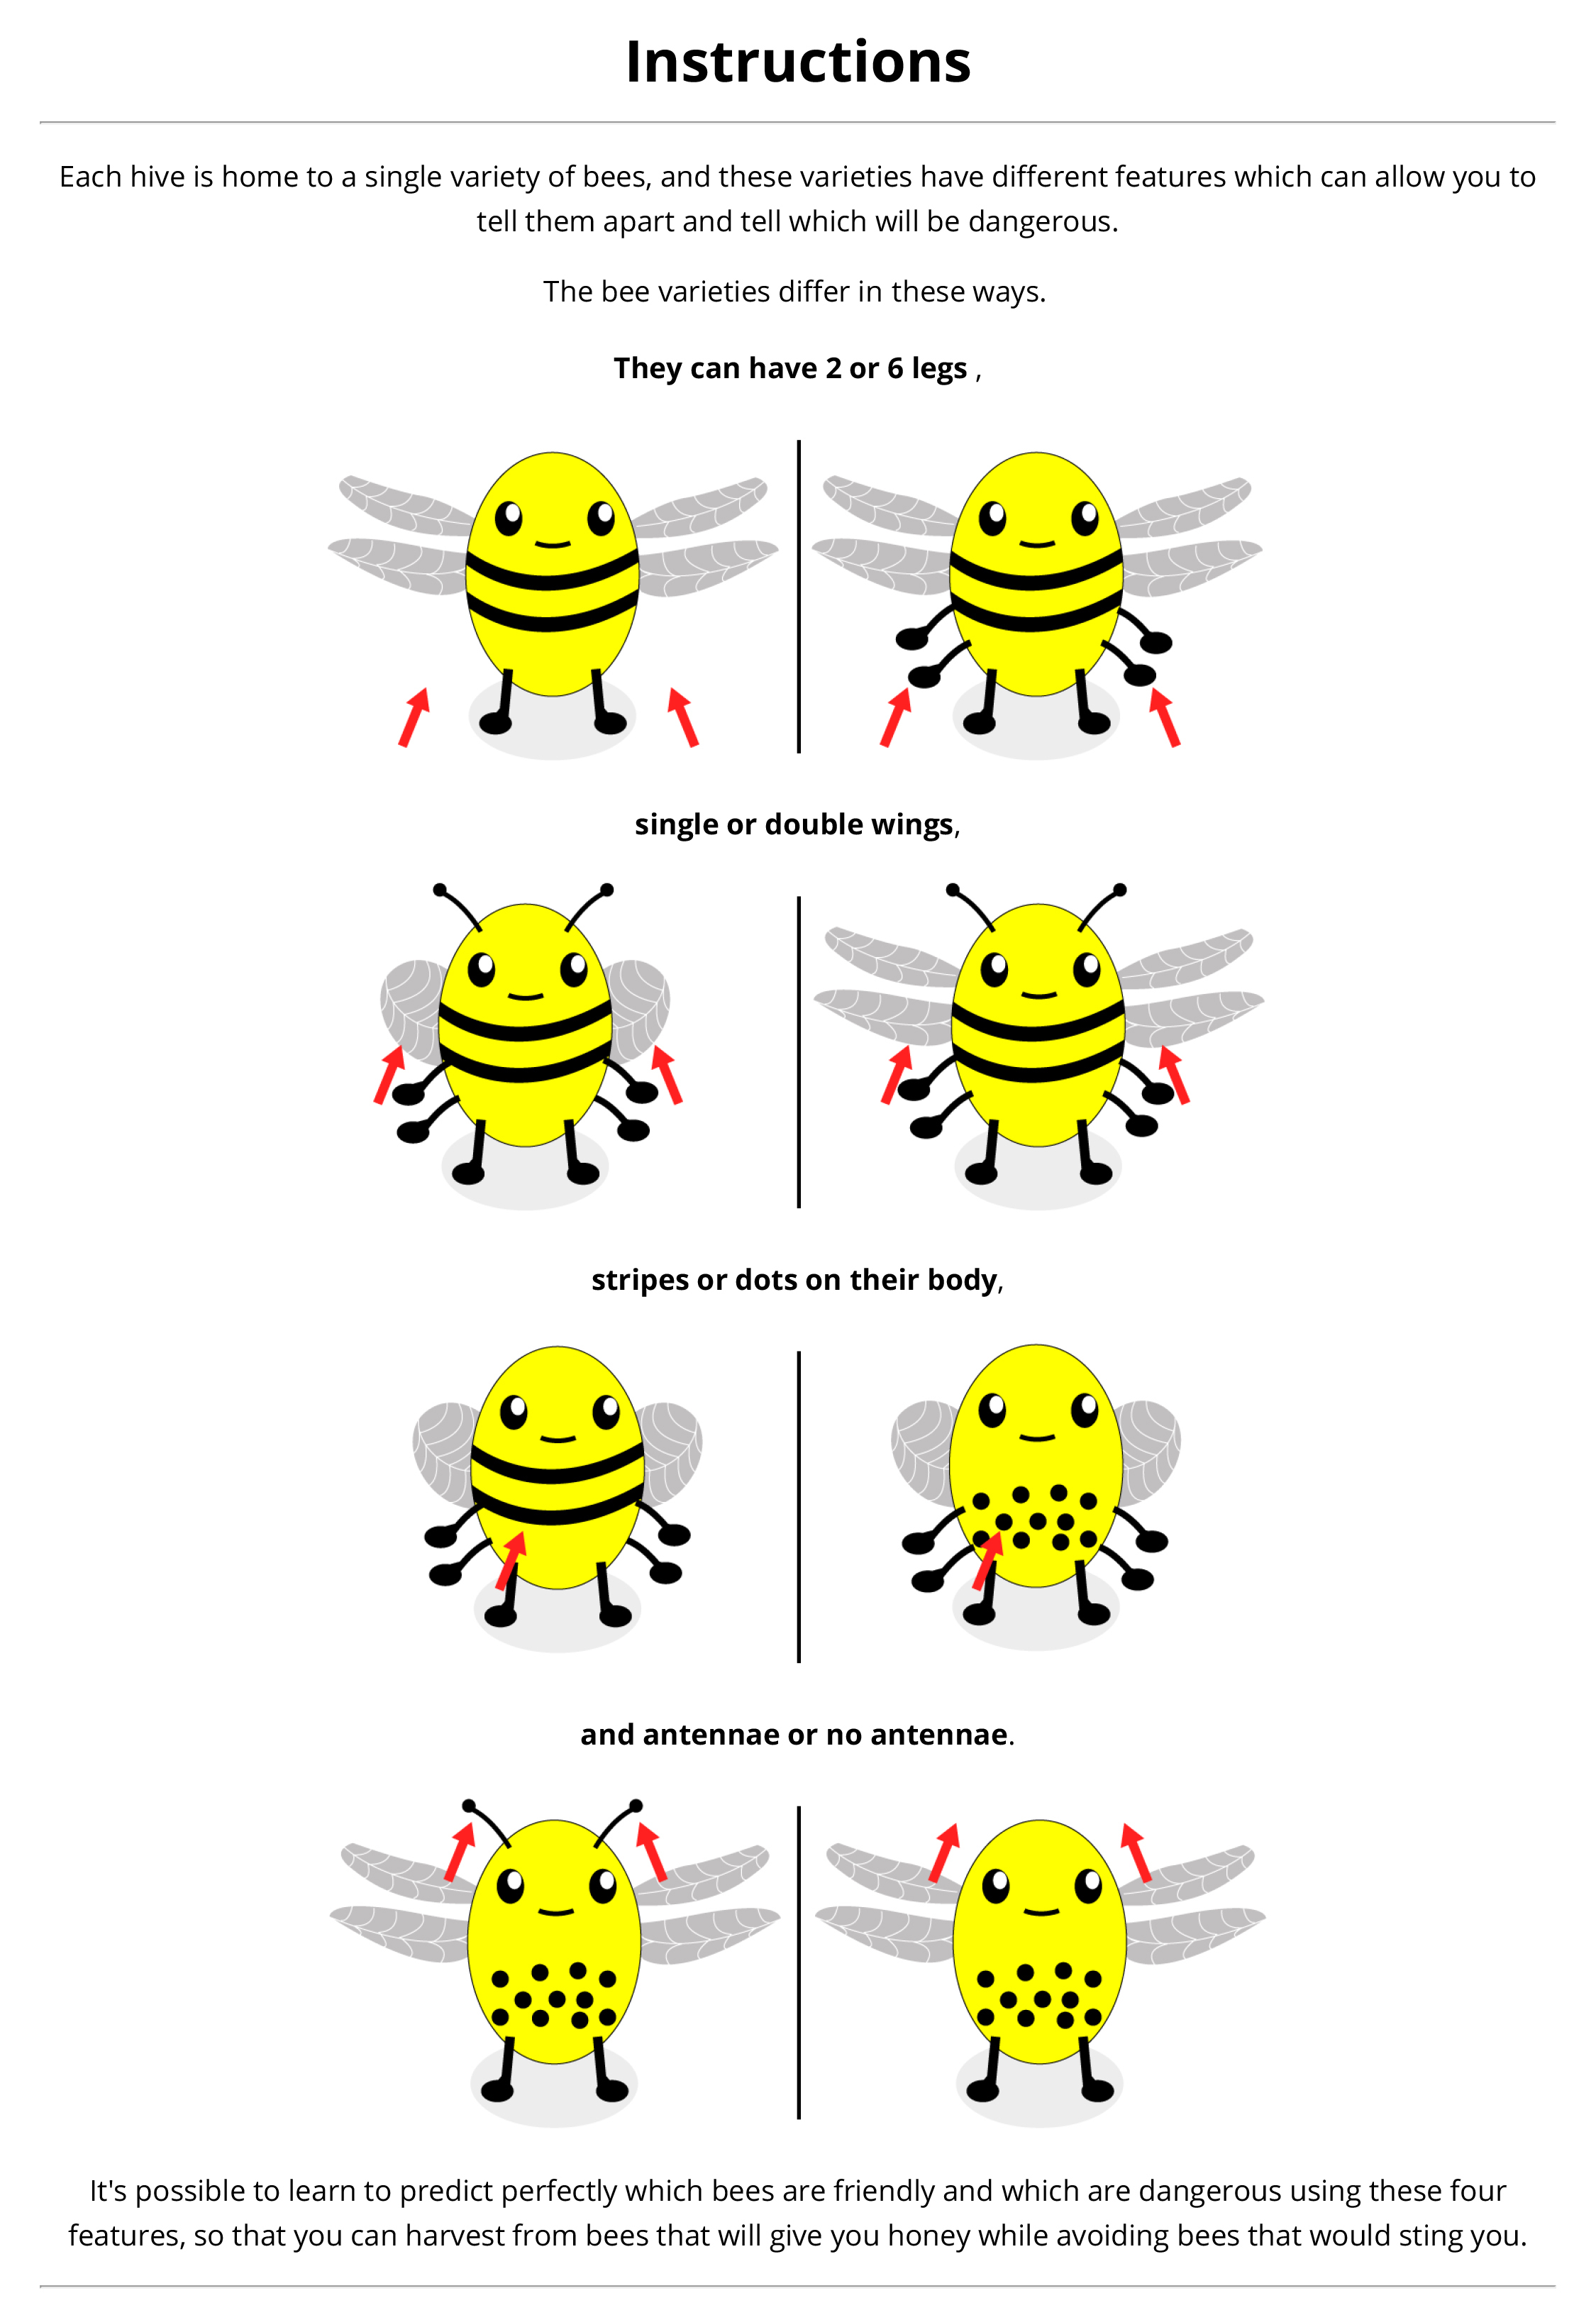 Instructions
Each hive is home to a single variety of bees, and these varieties have different features which can allow you to
tell them apart and tell which will be dangerous.
The bee varieties differ in these ways.
They can have 2 or 6 legs ,
single or double wings,
stripes or dots on their body,
and antennae or no antennae.
It's possible to learn to predict perfectly which bees are friendly and which are dangerous using these four
features, so that you can harvest from bees that will give you honey while avoiding bees that would sting you.